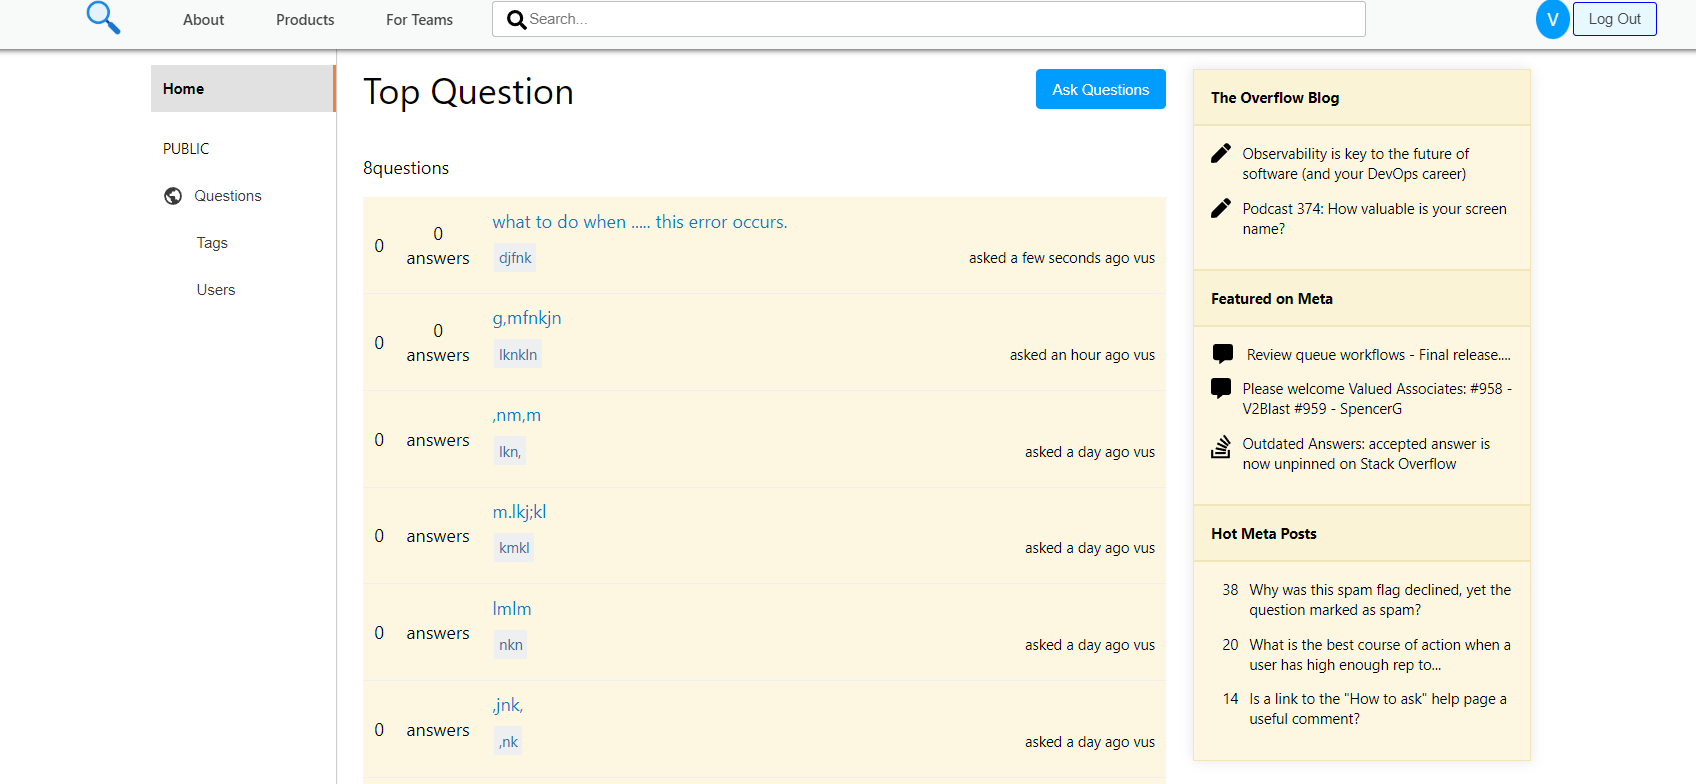 About Products For Teams Search... V Log Out
Home
PUBLIC
Questions
Tags
Users
Top Question
Ask Questions
8questions
0
0
answers
what to do when ..... this error occurs.
djfnk
asked a few seconds ago vus
0
0
answers
g,mfnkjn
lknkln
asked an hour ago vus
0
answers
,nm,m
lkn,
asked a day ago vus
0
answers
m.lkj;kl
kmkl
asked a day ago vus
0
answers
lmlm
nkn
asked a day ago vus
0
answers
,jnk,
,nk
asked a day ago vus
The Overflow Blog
Observability is key to the future of
software (and your DevOps career)
Podcast 374: How valuable is your screen
name?
Featured on Meta
Review queue workflows - Final release....
Please welcome Valued Associates: #958 -
V2Blast #959 - SpencerG
Outdated Answers: accepted answer is
now unpinned on Stack Overflow
Hot Meta Posts
38 Why was this spam flag declined, yet the
question marked as spam?
20 What is the best course of action when a
user has high enough rep to...
14 Is a link to the "How to ask" help page a
useful comment?